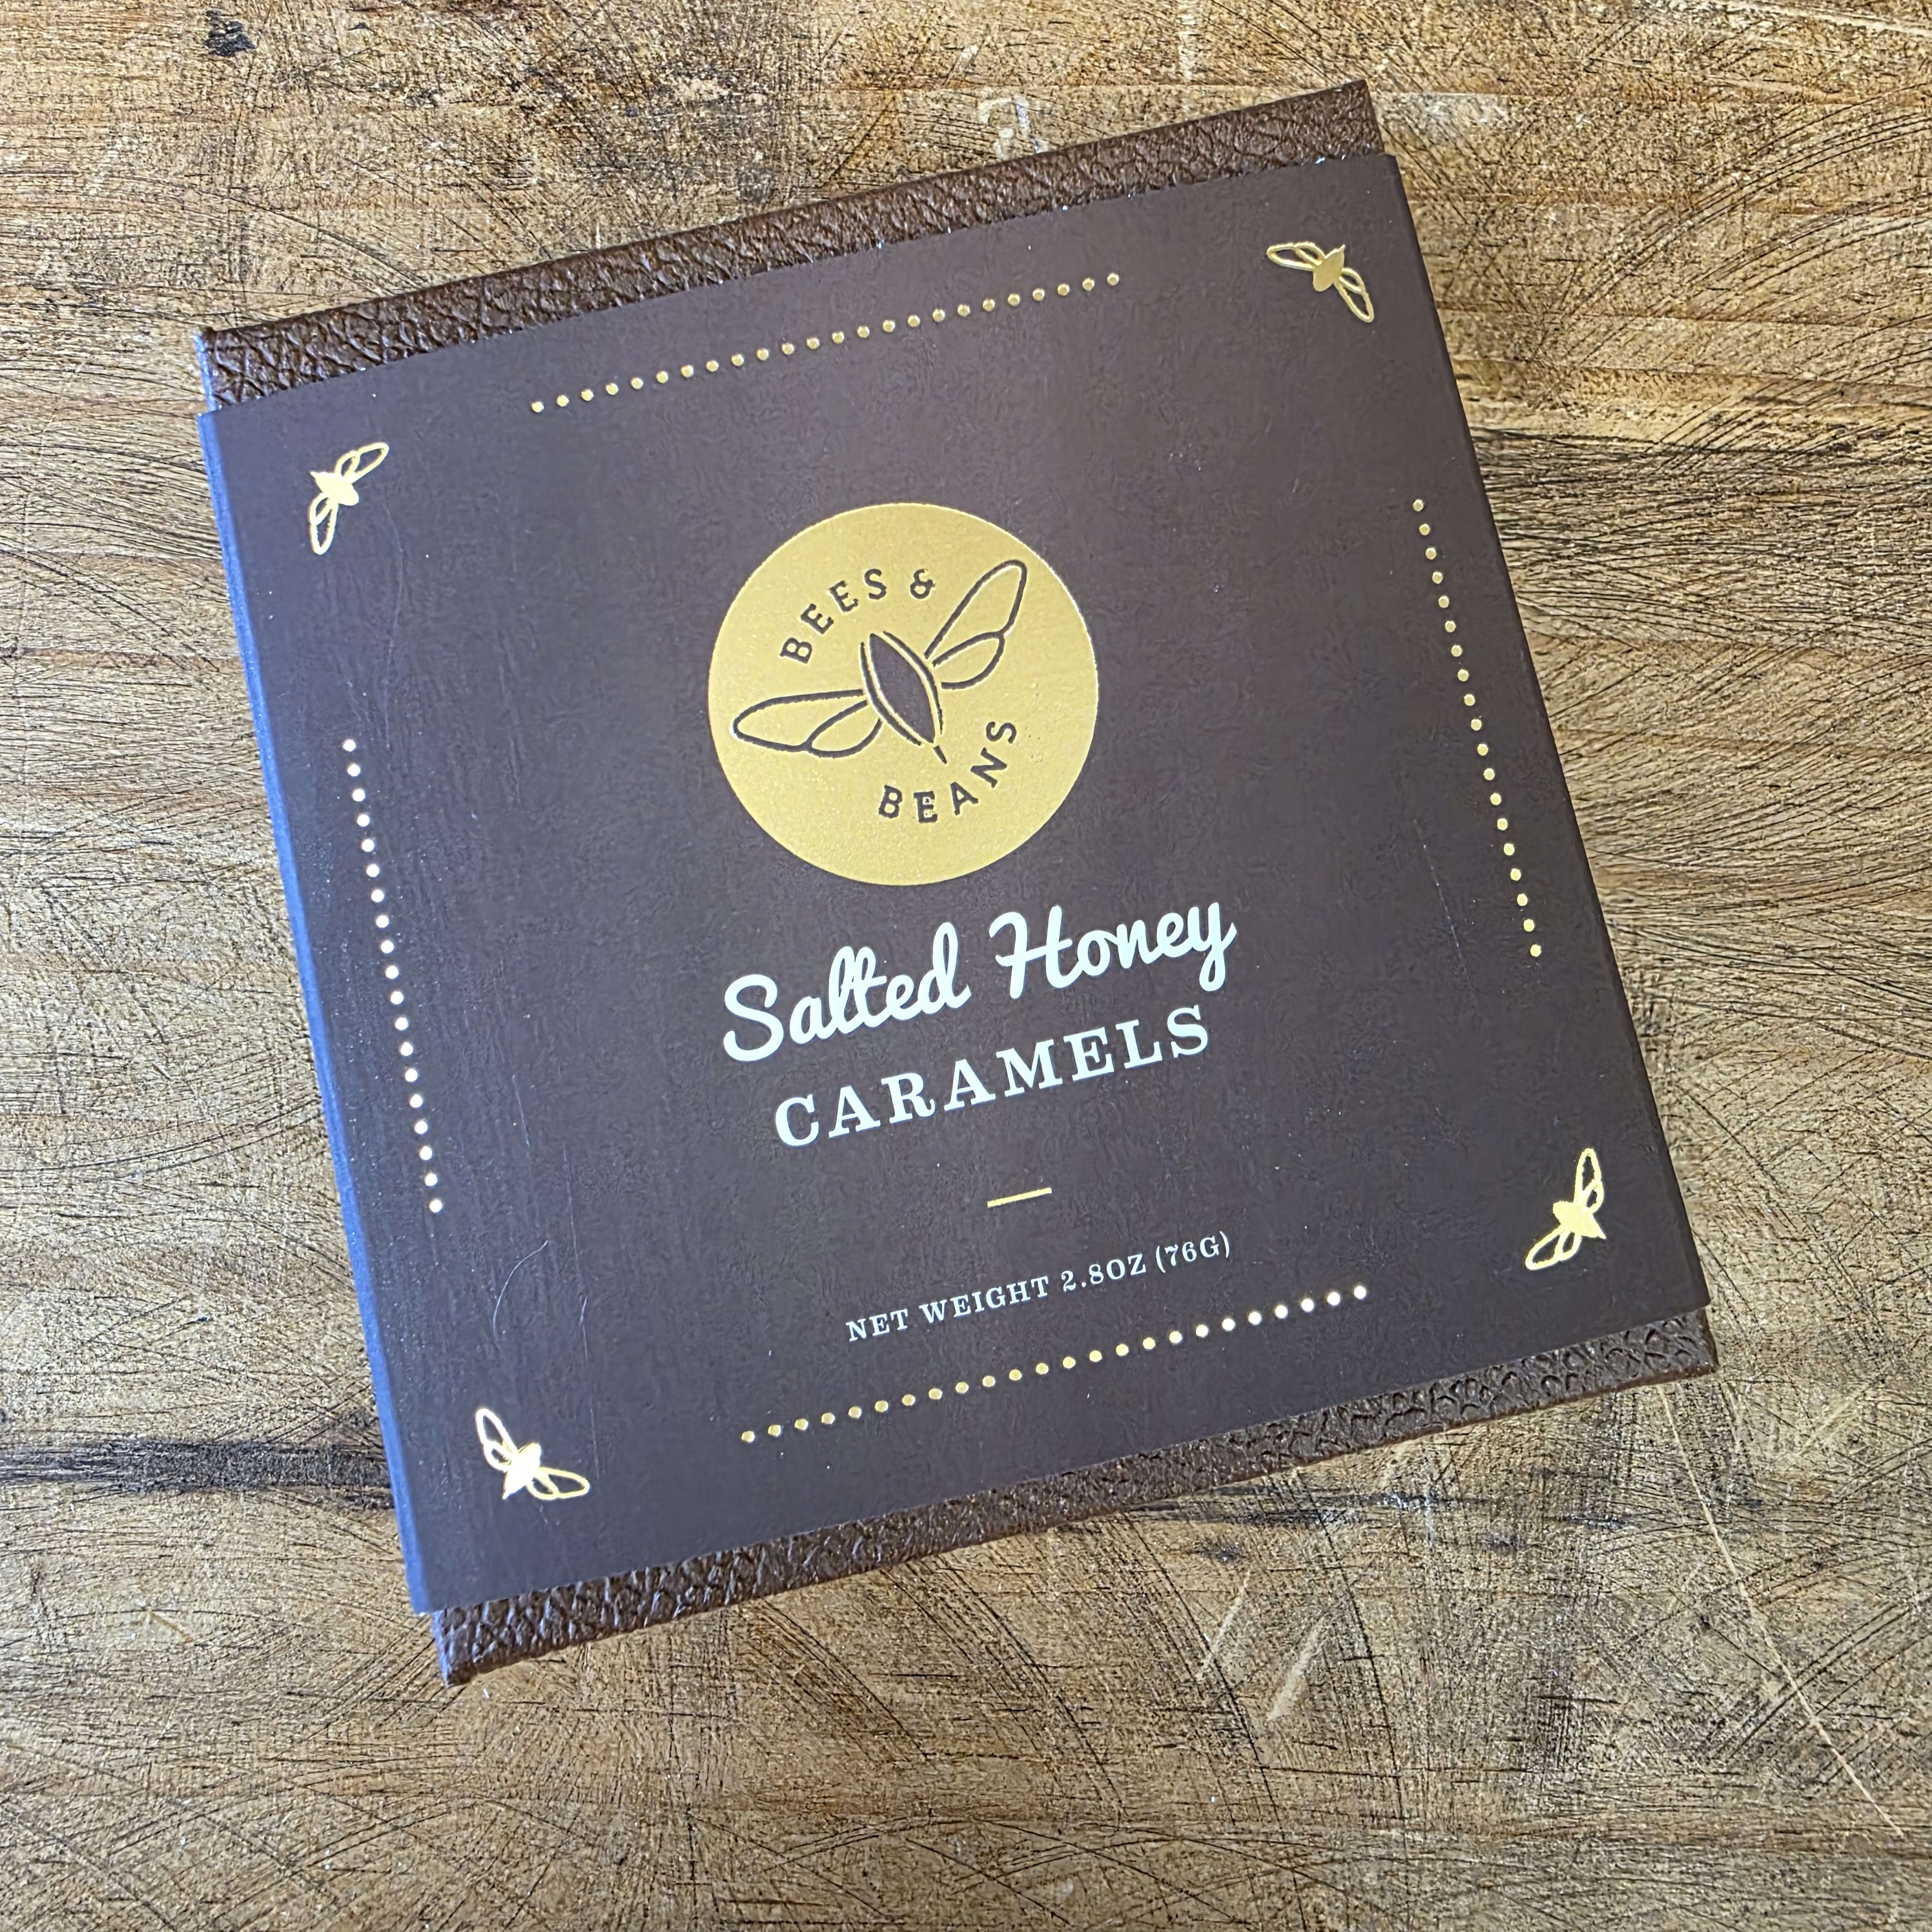 BEES &
BEANS
Salted Honey
CARAMELS
NET WEIGHT 2.8OZ (76G)